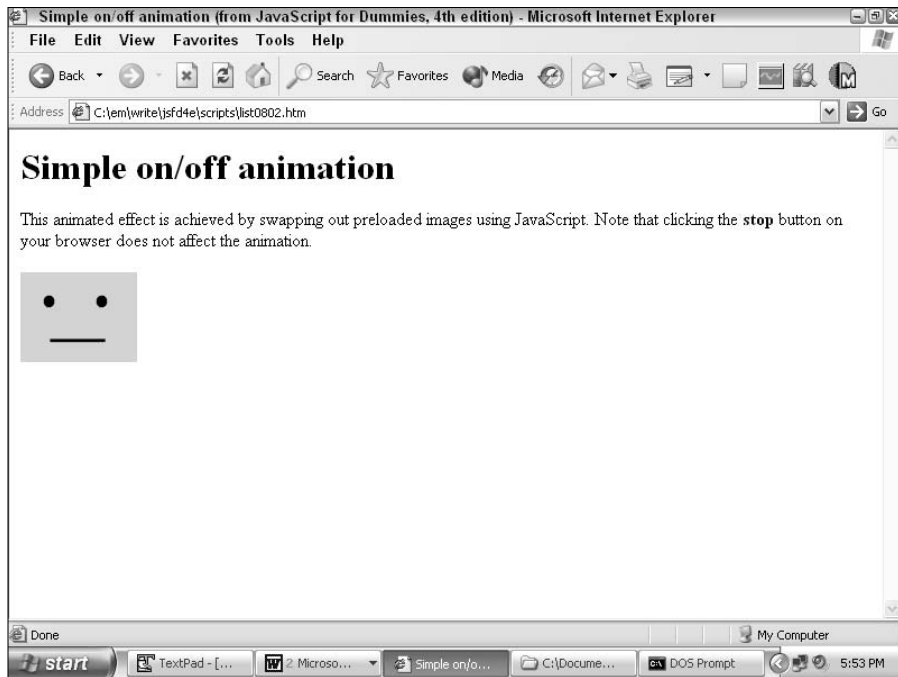 Simple on/off animation (from JavaScript for Dummies, 4th edition) - Microsoft Internet Explorer
File Edit View Favorites Tools Help
Back Search Favorites Media
Address C:\em\write\jsfd4e\scripts\list0802.htm Go
Simple on/off animation
This animated effect is achieved by swapping out preloaded images using JavaScript. Note that clicking the stop button on
your browser does not affect the animation.
Done My Computer
start TextPad - [... 2 Microso... Simple on/o... C:\Docume... DOS Prompt 5:53 PM